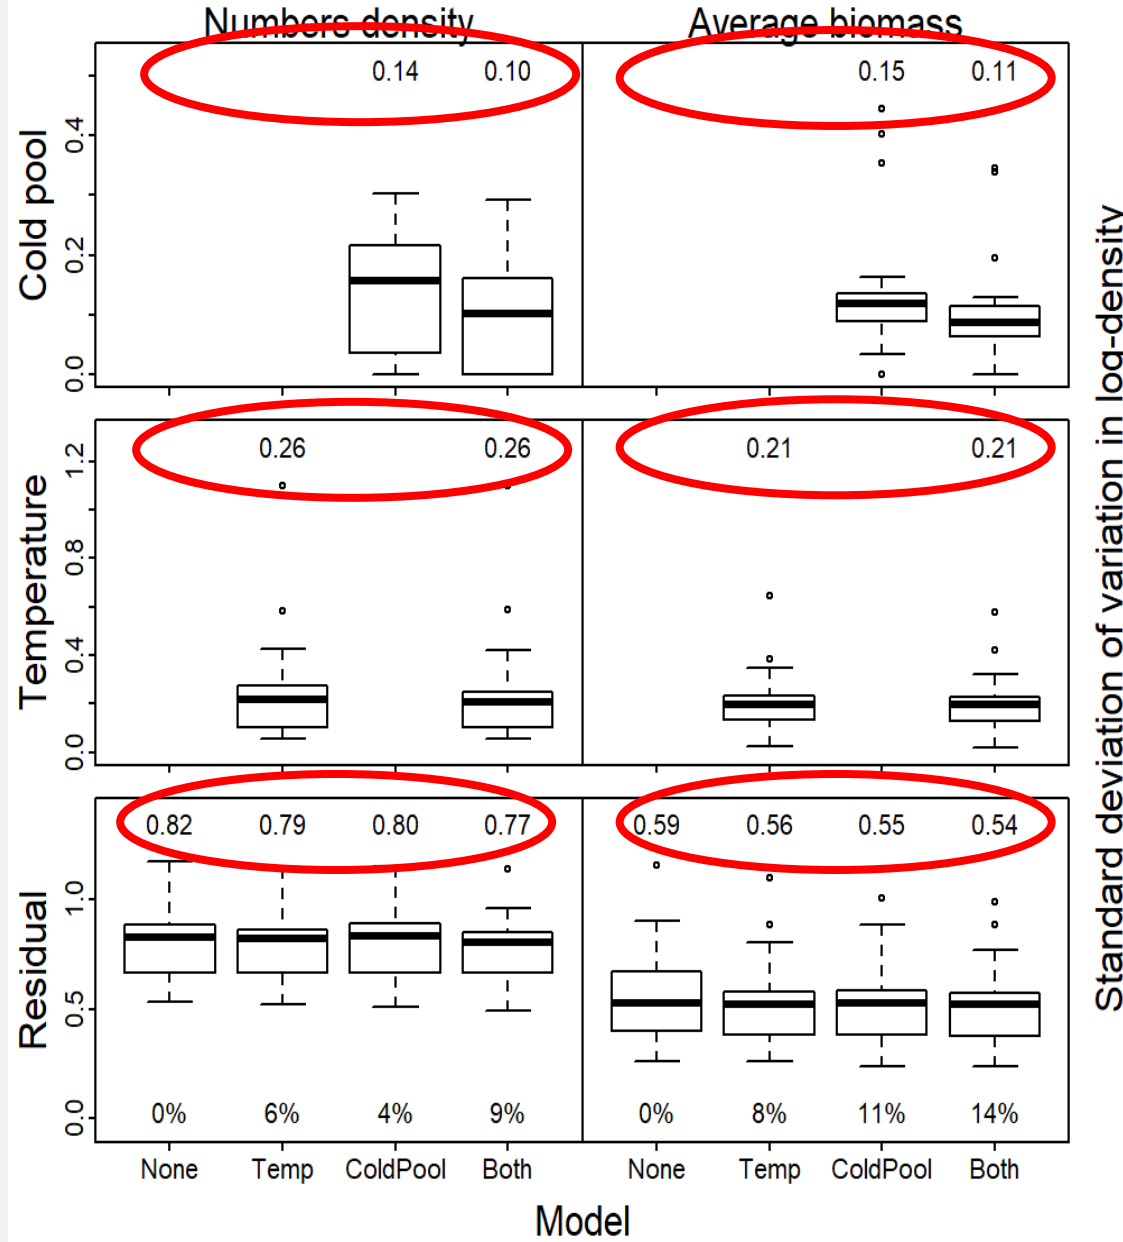 Numbers density Average biomass
0.14 0.10 0.15 0.11
Cold pool
0.0 0.2 0.4
0.26 0.26 0.21 0.21
Temperature
0.0 0.4 0.8 1.2
0.82 0.79 0.80 0.77 0.59 0.56 0.55 0.54
Residual
0.0 0.5 1.0
0% 6% 4% 9% 0% 8% 11% 14%
None Temp ColdPool Both None Temp ColdPool Both
Model
Standard deviation of variation in log-density